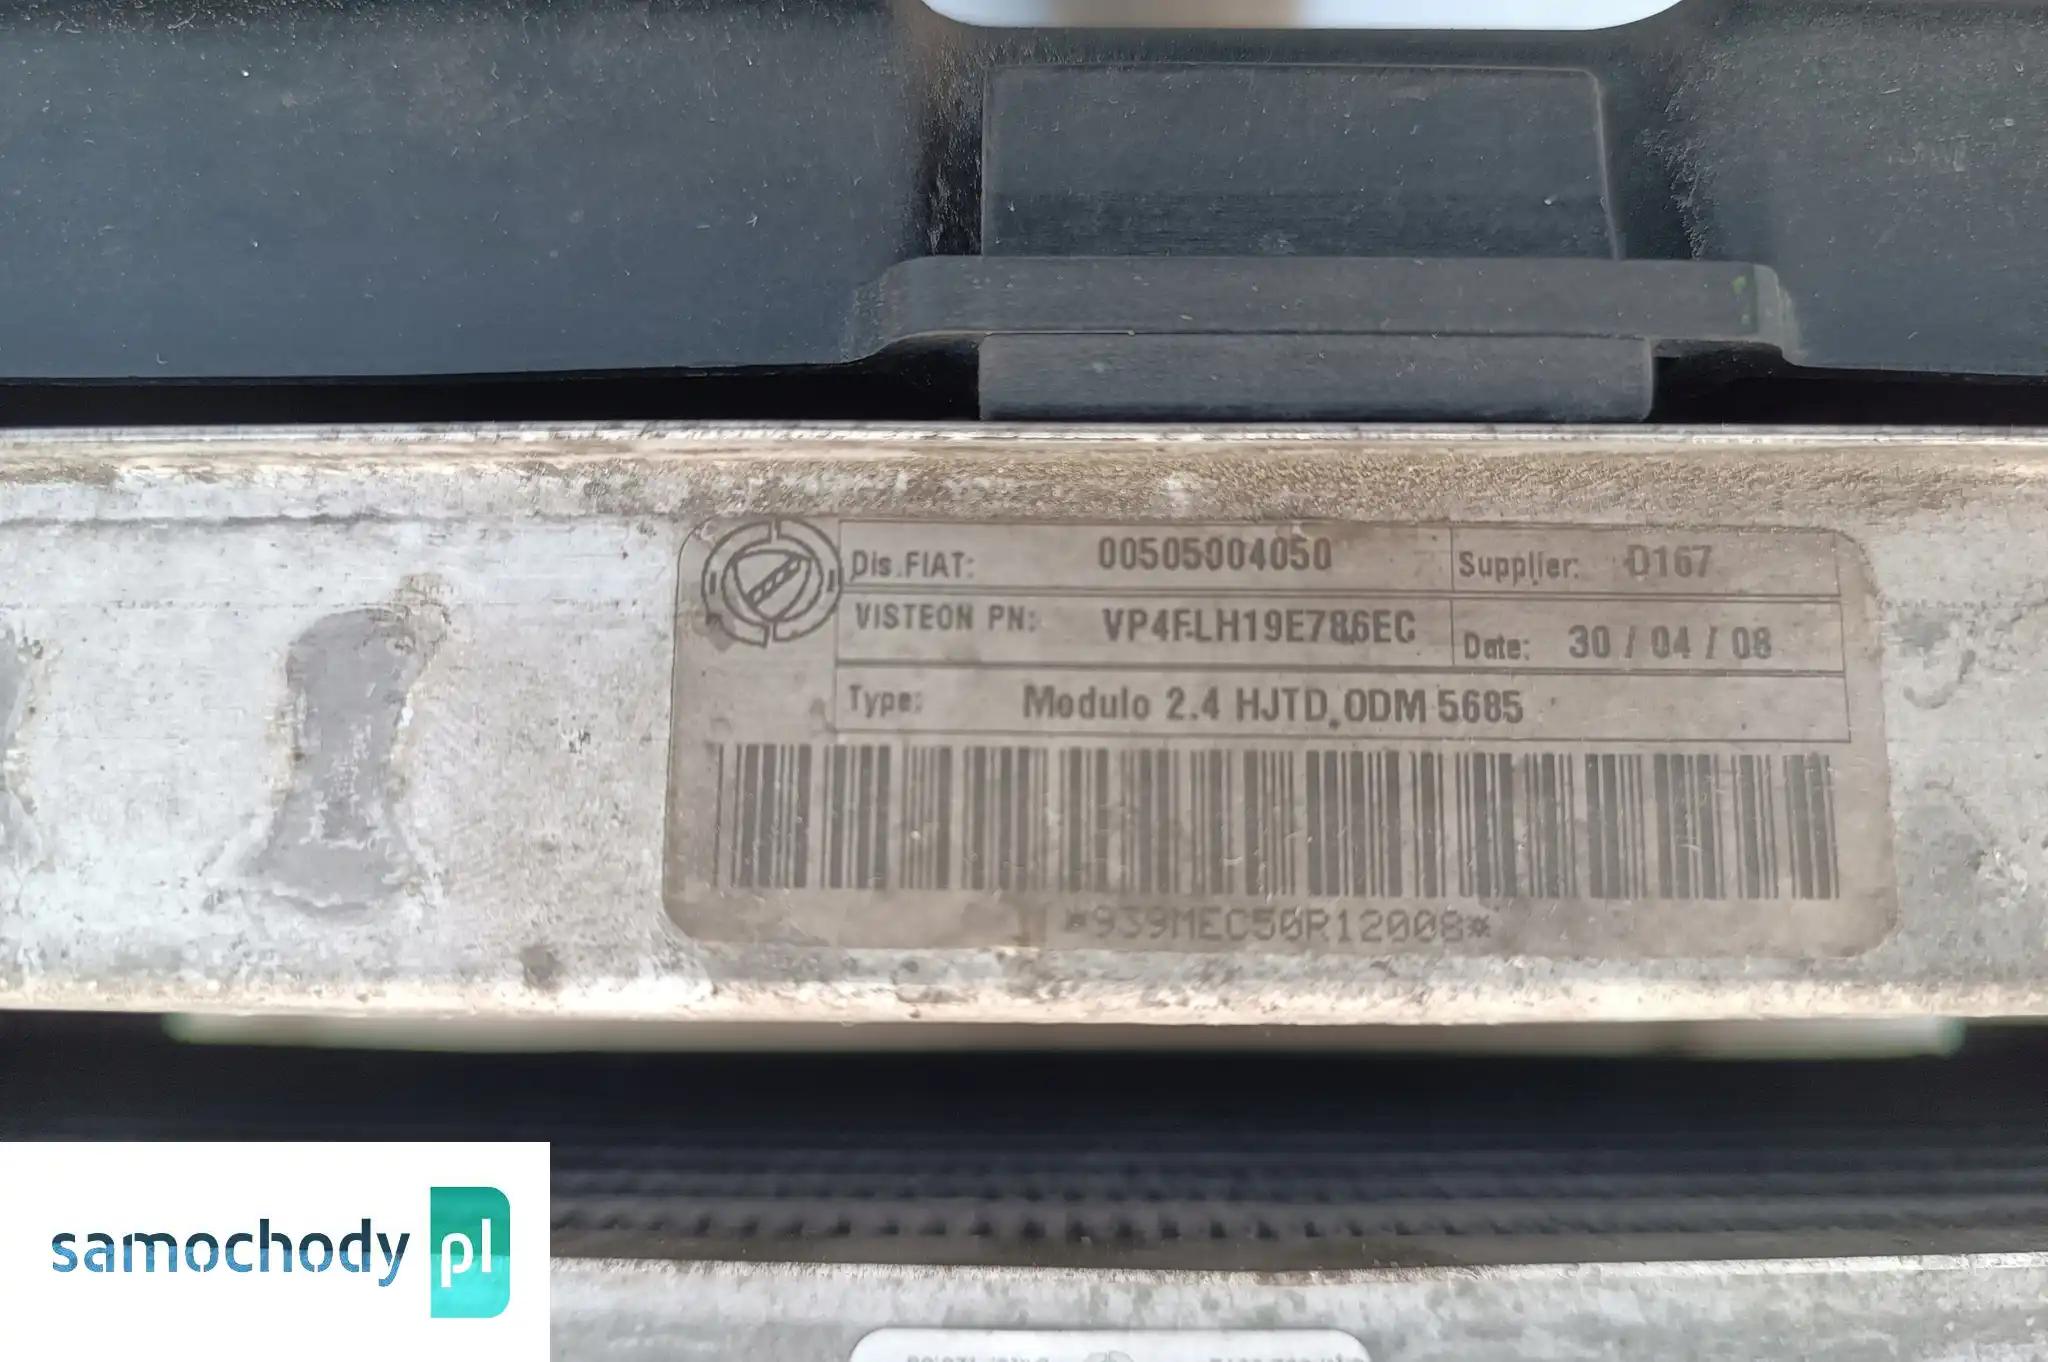 Dis.FIAT: 00505004050 Supplier: D167
VISTEON PN: VP4FLH19E786EC Date: 30 / 04 / 08
Type: Modulo 2.4 HJTD ODM 5685
*939MEC50R12008*
samochody pl